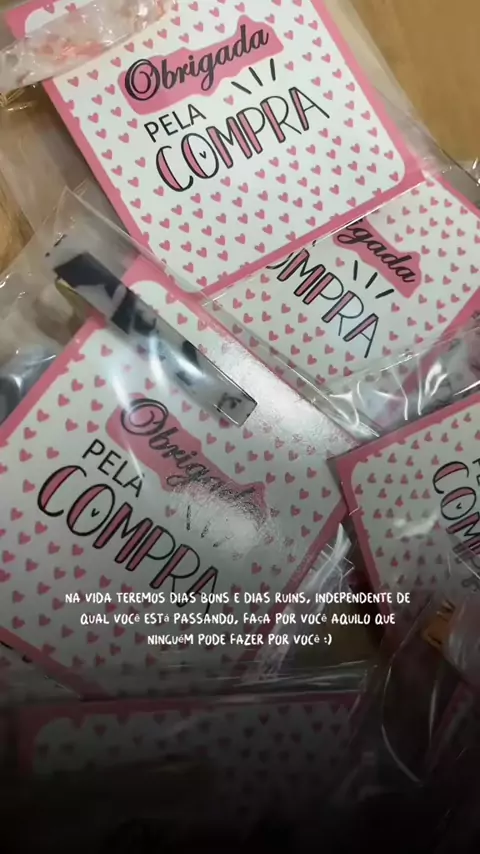 Obrigada
PELA
COMPRA
COMPRA
Obrigada
PELA
COMPRA
NA VIDA TEREMOS DIAS BONS E DIAS RUINS, INDEPENDENTE DE
QUAL VOCê ESTá PASSANDO, FAçA POR VOCê AQUILO QUE
NINGUéM PODE FAZER POR VOCê :)